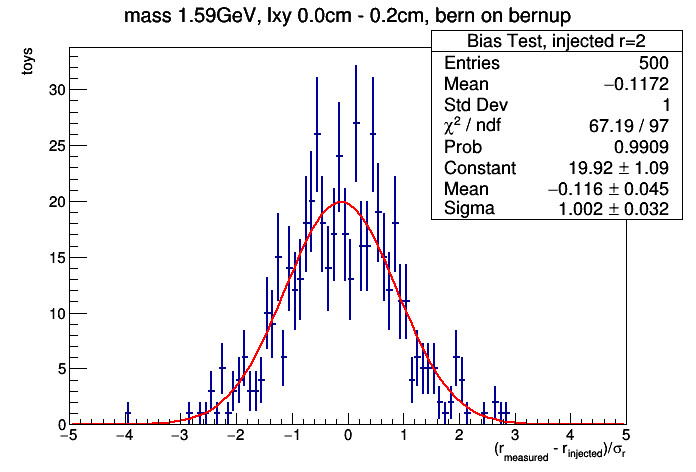 mass 1.59GeV, lxy 0.0cm - 0.2cm, bern on bernup
Bias Test, injected r=2
Entries 500
Mean −0.1172
Std Dev 1
χ² / ndf 67.19 / 97
Prob 0.9909
Constant 19.92 ± 1.09
Mean −0.116 ± 0.045
Sigma 1.002 ± 0.032
toys
30
25
20
15
10
5
0
−5 −4 −3 −2 −1 0 1 2 3 4 5
(r_measured - r_injected)/σ_r